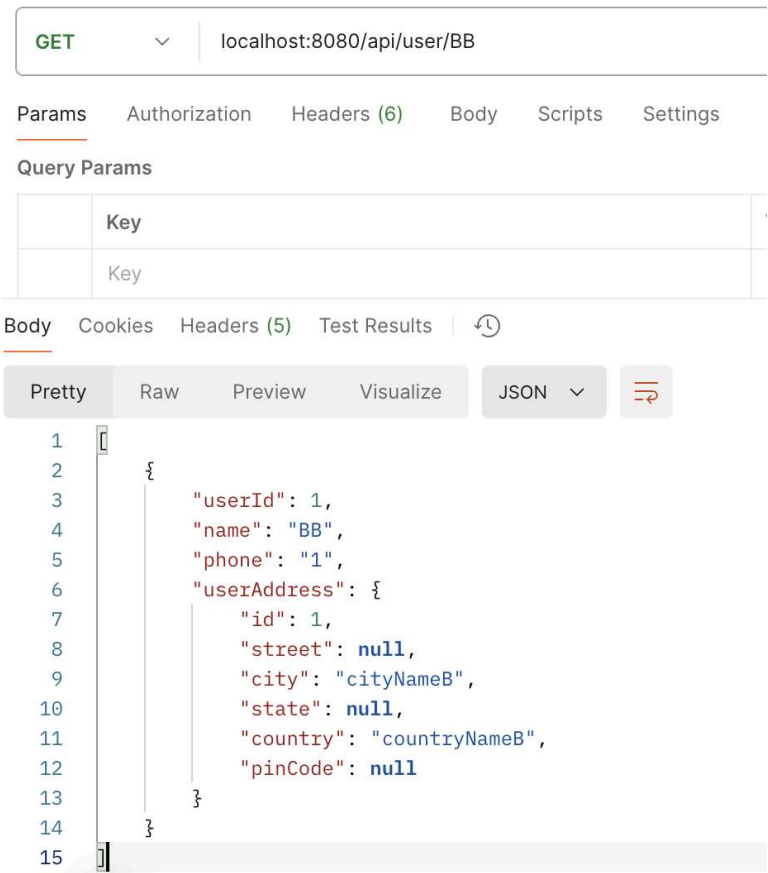 GET localhost:8080/api/user/BB
Params Authorization Headers (6) Body Scripts Settings
Query Params
Key
Key
Body Cookies Headers (5) Test Results
Pretty Raw Preview Visualize JSON
1 [
2 {
3 "userId": 1,
4 "name": "BB",
5 "phone": "1",
6 "userAddress": {
7 "id": 1,
8 "street": null,
9 "city": "cityNameB",
10 "state": null,
11 "country": "countryNameB",
12 "pinCode": null
13 }
14 }
15 ]